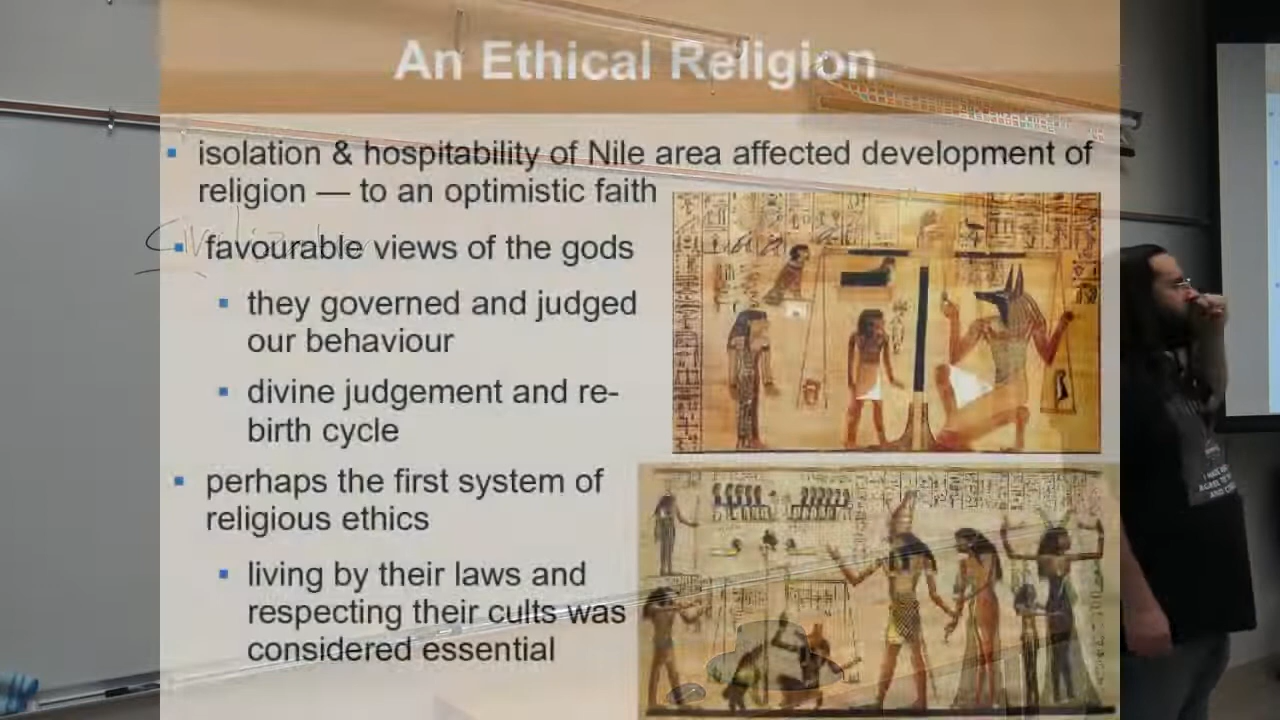 An Ethical Religion
isolation & hospitability of Nile area affected development of
religion — to an optimistic faith
favourable views of the gods
they governed and judged
our behaviour
divine judgement and re-
birth cycle
perhaps the first system of
religious ethics
living by their laws and
respecting their cults was
considered essential